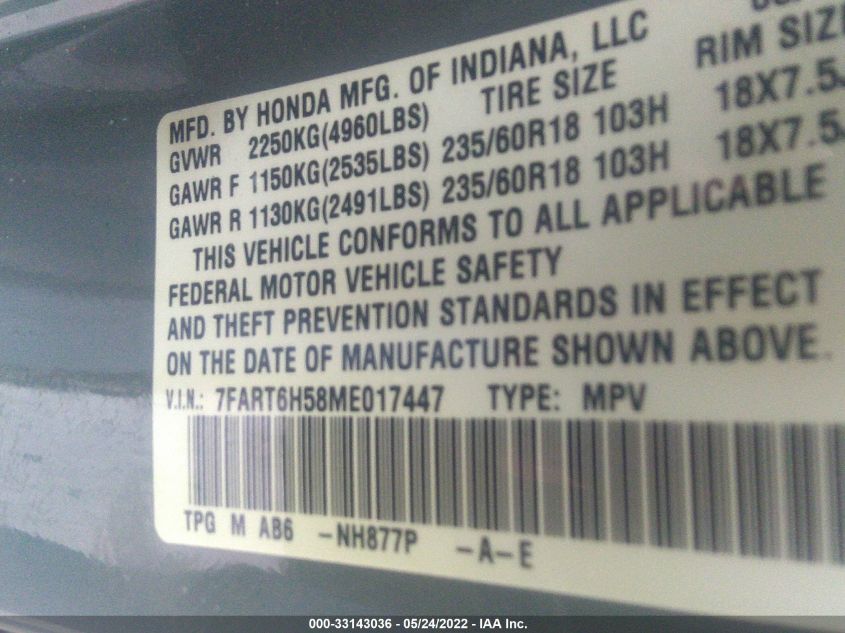 MFD. BY HONDA MFG. OF INDIANA, LLC
GVWR 2250KG(4960LBS) TIRE SIZE RIM SIZE
GAWR F 1150KG(2535LBS) 235/60R18 103H 18X7.5J
GAWR R 1130KG(2491LBS) 235/60R18 103H 18X7.5J
THIS VEHICLE CONFORMS TO ALL APPLICABLE
FEDERAL MOTOR VEHICLE SAFETY
AND THEFT PREVENTION STANDARDS IN EFFECT
ON THE DATE OF MANUFACTURE SHOWN ABOVE.
V.I.N.: 7FART6H58ME017447 TYPE: MPV
TPG M AB6 -NH877P -A-E
000-33143036 - 05/24/2022 - IAA Inc.